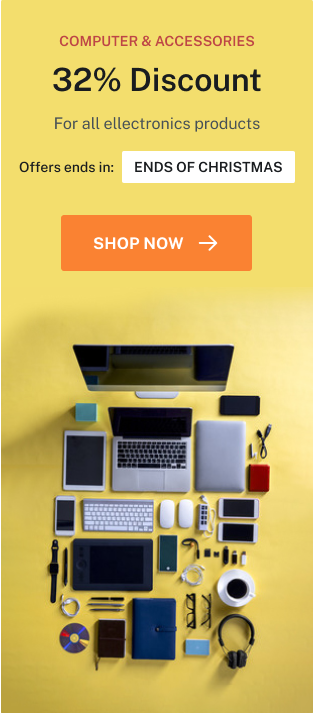 COMPUTER & ACCESSORIES
32% Discount
For all ellectronics products
Offers ends in: ENDS OF CHRISTMAS
SHOP NOW